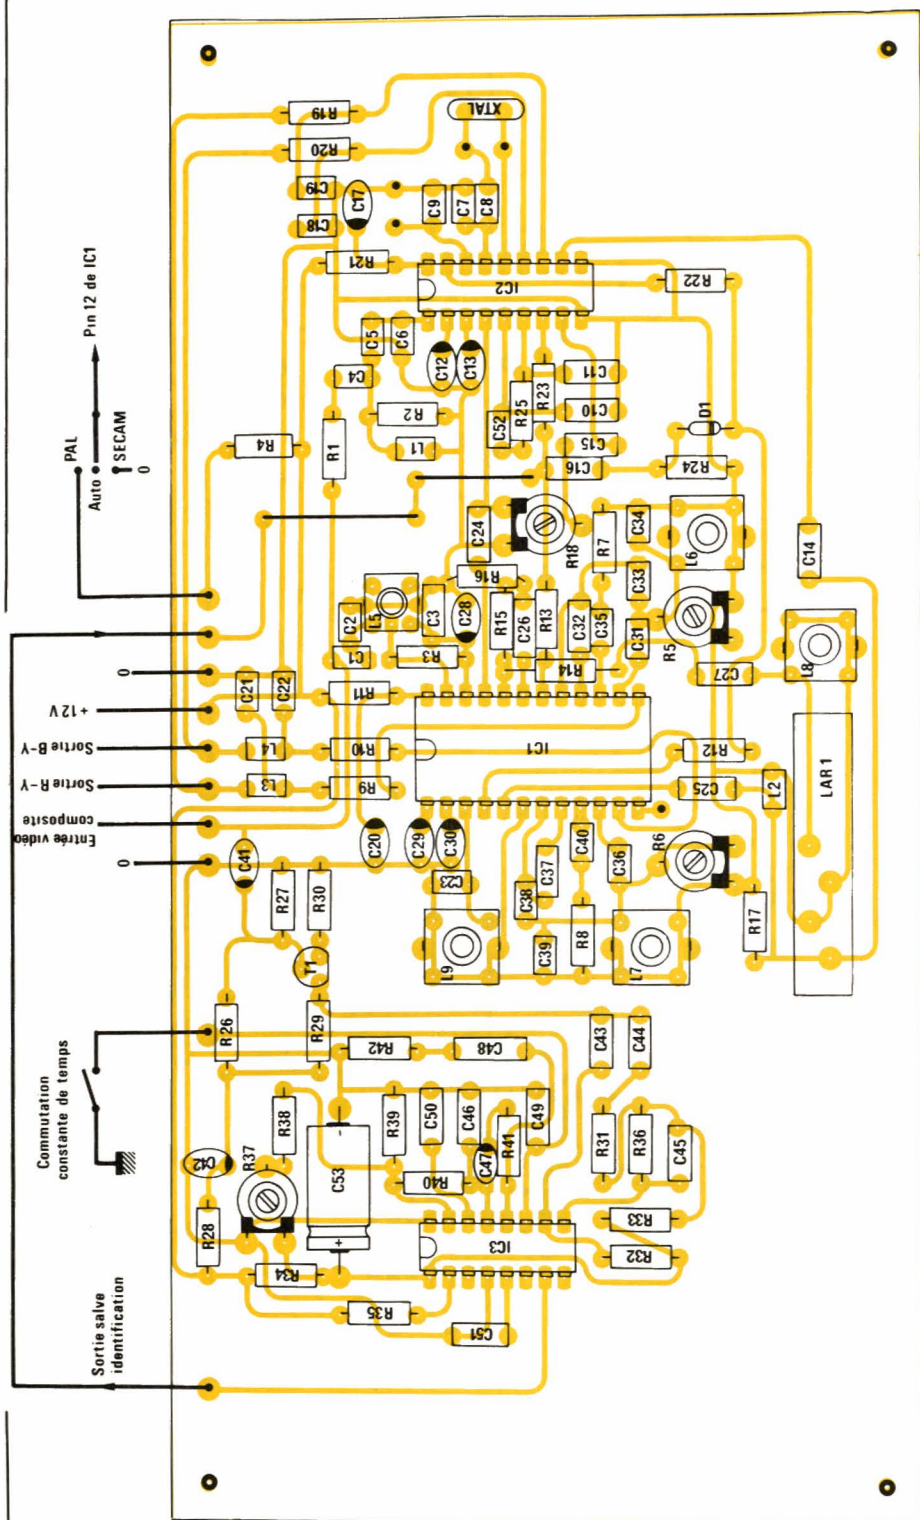 PAL
Auto
SECAM
0
Pin 12 de IC1
0
+12V
Sortie B-Y
Sortie R-Y
Entrée vidéo
composite
0
Commutation
constante de temps
Sortie salve
identification
R19
R20
C19
C18
C17
XTAL
C9
C7
C8
R21
IC2
R22
C5
C6
C4
C12
C13
R4
R1
R2
L1
C52
R25
R23
C11
C10
C15
C16
D1
R24
C24
R18
R16
R7
C34
L6
C14
C2
L5
C3
C28
R15
C26
R13
C32
C35
C33
C31
R5
C1
R3
R14
C27
L8
C21
C22
R11
L4
R10
IC1
R12
L3
R9
C25
L2
LAR 1
C41
C20
C29
C30
C40
C36
R6
R27
R30
C23
C38
C37
R17
T1
L9
C39
R8
L7
R26
R29
R42
C48
C43
C44
R38
R39
C50
C46
C49
R41
R31
R36
C45
C42
R37
C53
-
+
C47
R40
R28
R34
IC3
R33
R32
R35
C51